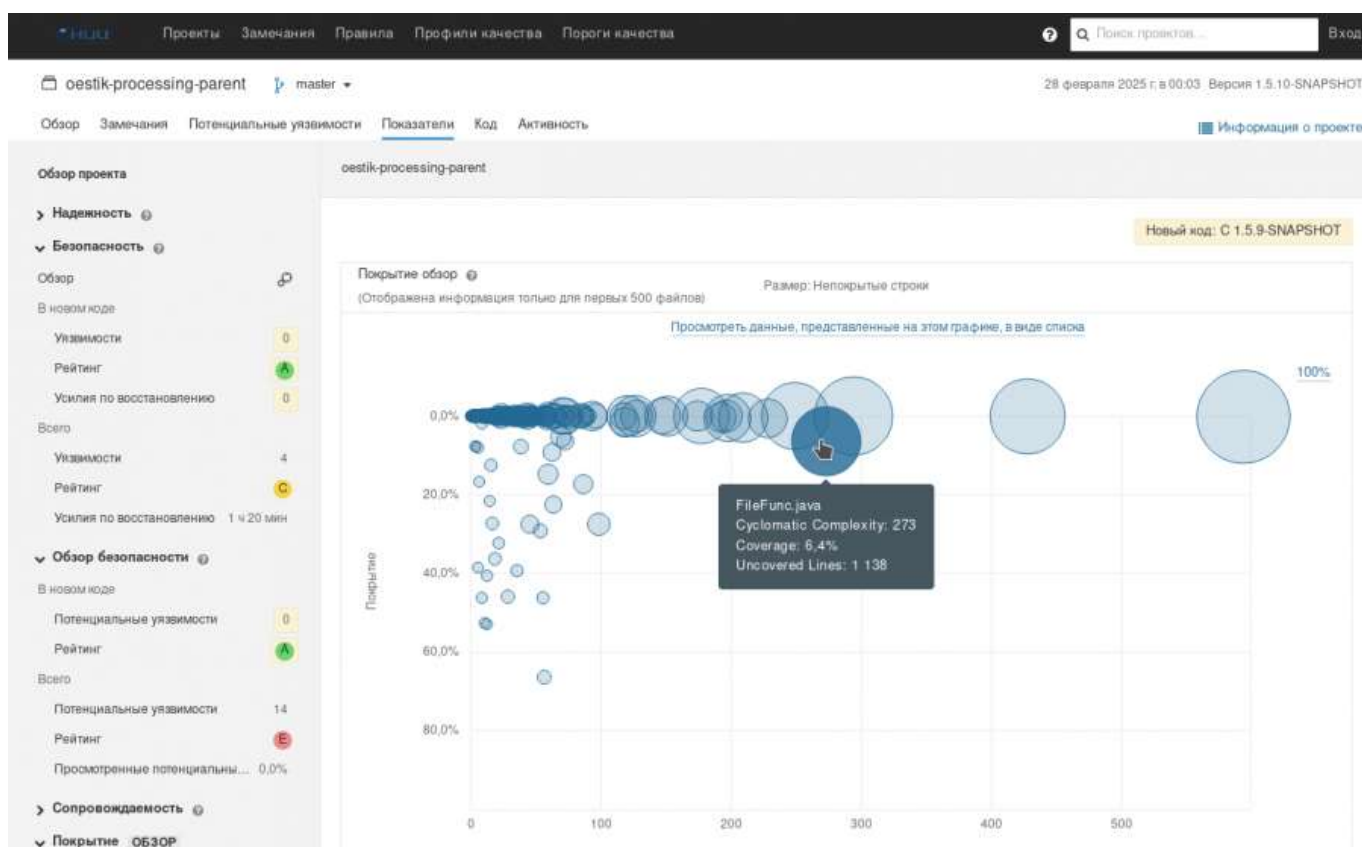 Проекты Замечания Правила Профили качества Пороги качества
Поиск проектов...
Вход
oestik-processing-parent master
28 февраля 2025 г. в 00:03 Версия 1.5.10-SNAPSHOT
Обзор Замечания Потенциальные уязвимости Показатели Код Активность
Информация о проекте
Обзор проекта
Надежность
Безопасность
Обзор
В новом коде
Уязвимости 0
Рейтинг A
Усилия по восстановлению 0
Всего
Уязвимости 4
Рейтинг C
Усилия по восстановлению 1 ч 20 мин
Обзор безопасности
В новом коде
Потенциальные уязвимости 0
Рейтинг A
Всего
Потенциальные уязвимости 14
Рейтинг E
Просмотренные потенциальны... 0,0%
Сопровождаемость
Покрытие ОБЗОР
oestik-processing-parent
Новый код: С 1.5.9-SNAPSHOT
Покрытие обзор
(Отображена информация только для первых 500 файлов)
Размер: Непокрытые строки
Просмотреть данные, представленные на этом графике, в виде списка
100%
0,0%
20,0%
40,0%
60,0%
80,0%
Покрытие
FileFunc.java
Cyclomatic Complexity: 273
Coverage: 6,4%
Uncovered Lines: 1 138
0 100 200 300 400 500